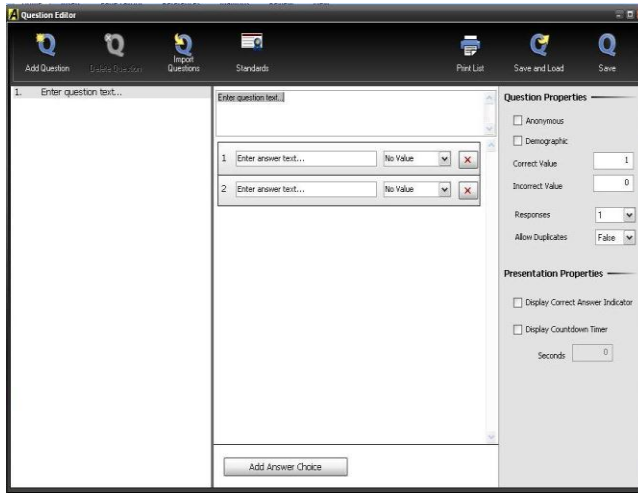 Question Editor
Add Question
Delete Question
Import
Questions
Standards
Print List
Save and Load
Save
1. Enter question text...
Enter question text...
1 Enter answer text... No Value
2 Enter answer text... No Value
Add Answer Choice
Question Properties
Anonymous
Demographic
Correct Value 1
Incorrect Value 0
Responses 1
Allow Duplicates False
Presentation Properties
Display Correct Answer Indicator
Display Countdown Timer
Seconds 0